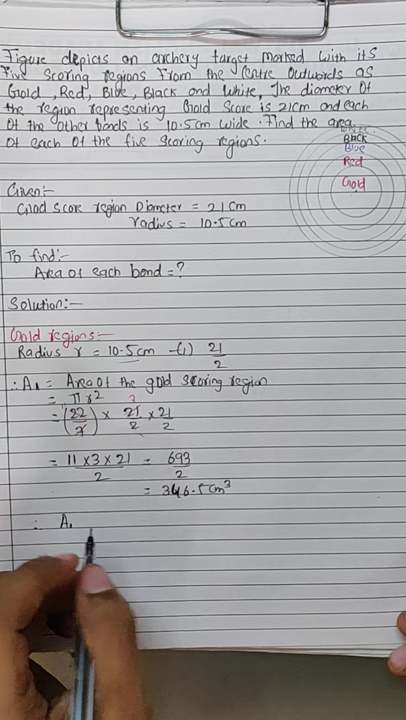 Figure depicts an archery target marked with its
Five Scoring regions From the Centre Outwards as
Gold, Red, Blue, Black and White, The diameter Of
the region representing Gold Score is 21cm and each
Of the other bands is 10.5cm wide. Find the area
Of each Of the five Scoring regions.
Black
Blue
Red
Gold
Given:-
Glod Score region Diameter = 21cm
radius = 10.5cm
To find:-
Area of each bond = ?
Solution:-
Gold regions:-
Radius r = 10.5cm -(1) 21/2
∴ A₁ = Area Of the gold scoring region
= πr²
= (22/7) × 21/2 × 21/2
3
= 11 × 3 × 21/2 = 693/2
= 346.5cm³
∴ A₁